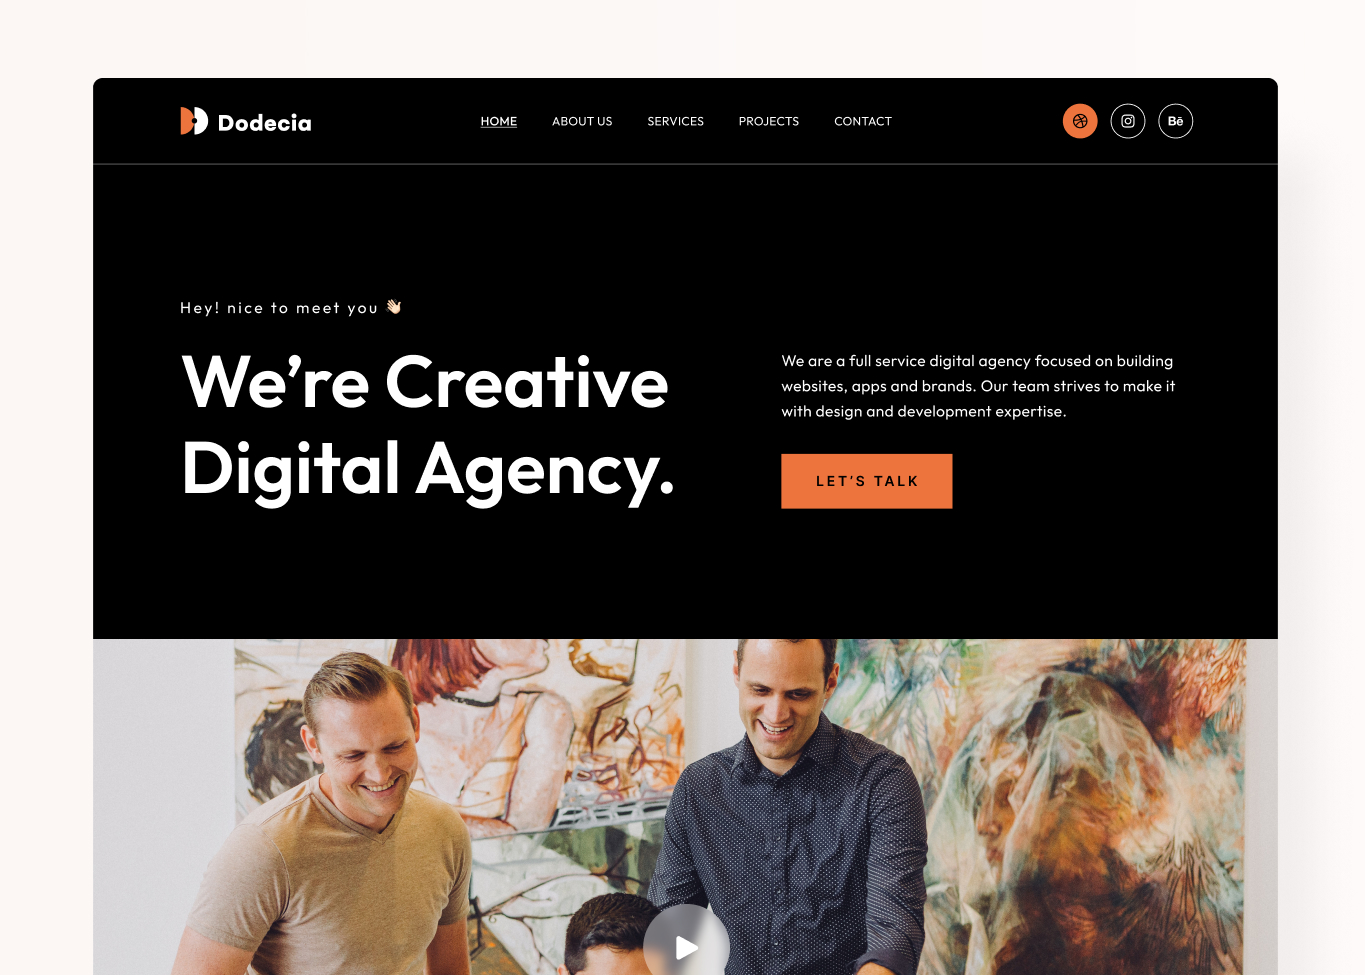 Dodecia
HOME
ABOUT US
SERVICES
PROJECTS
CONTACT
Bē
Hey! nice to meet you 👋🏻
We’re Creative
Digital Agency.
We are a full service digital agency focused on building
websites, apps and brands. Our team strives to make it
with design and development expertise.
LET’S TALK